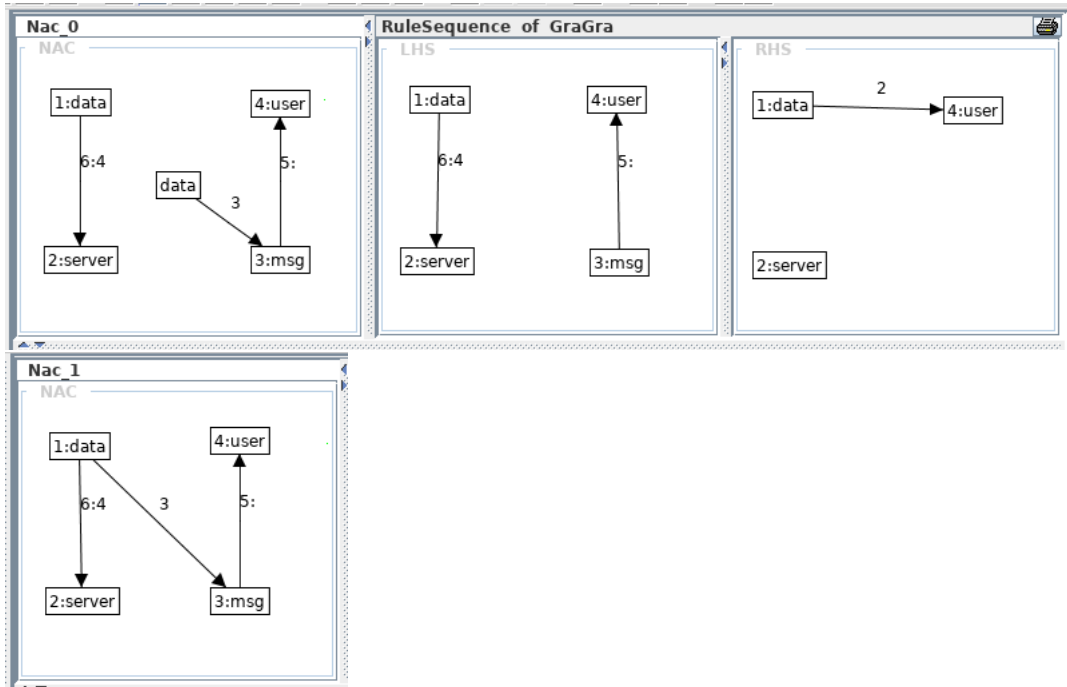 Nac_0
RuleSequence of GraGra
NAC
1:data
4:user
6:4
5:
data
3
2:server
3:msg
LHS
1:data
4:user
6:4
5:
2:server
3:msg
RHS
2
1:data
4:user
2:server
Nac_1
NAC
1:data
4:user
6:4
3
5:
2:server
3:msg